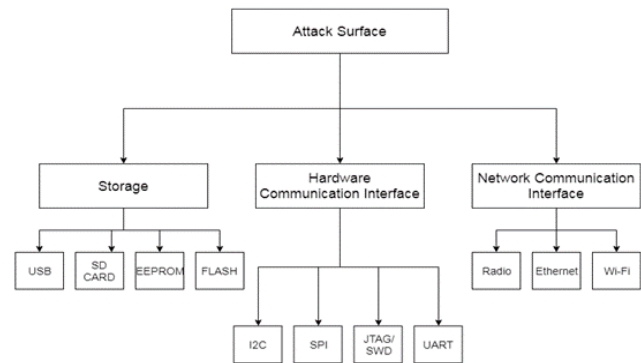 Attack Surface
Storage
Hardware
Communication Interface
Network Communication
Interface
USB
SD
CARD
EEPROM
FLASH
Radio
Ethernet
Wi-Fi
I2C
SPI
JTAG/
SWD
UART